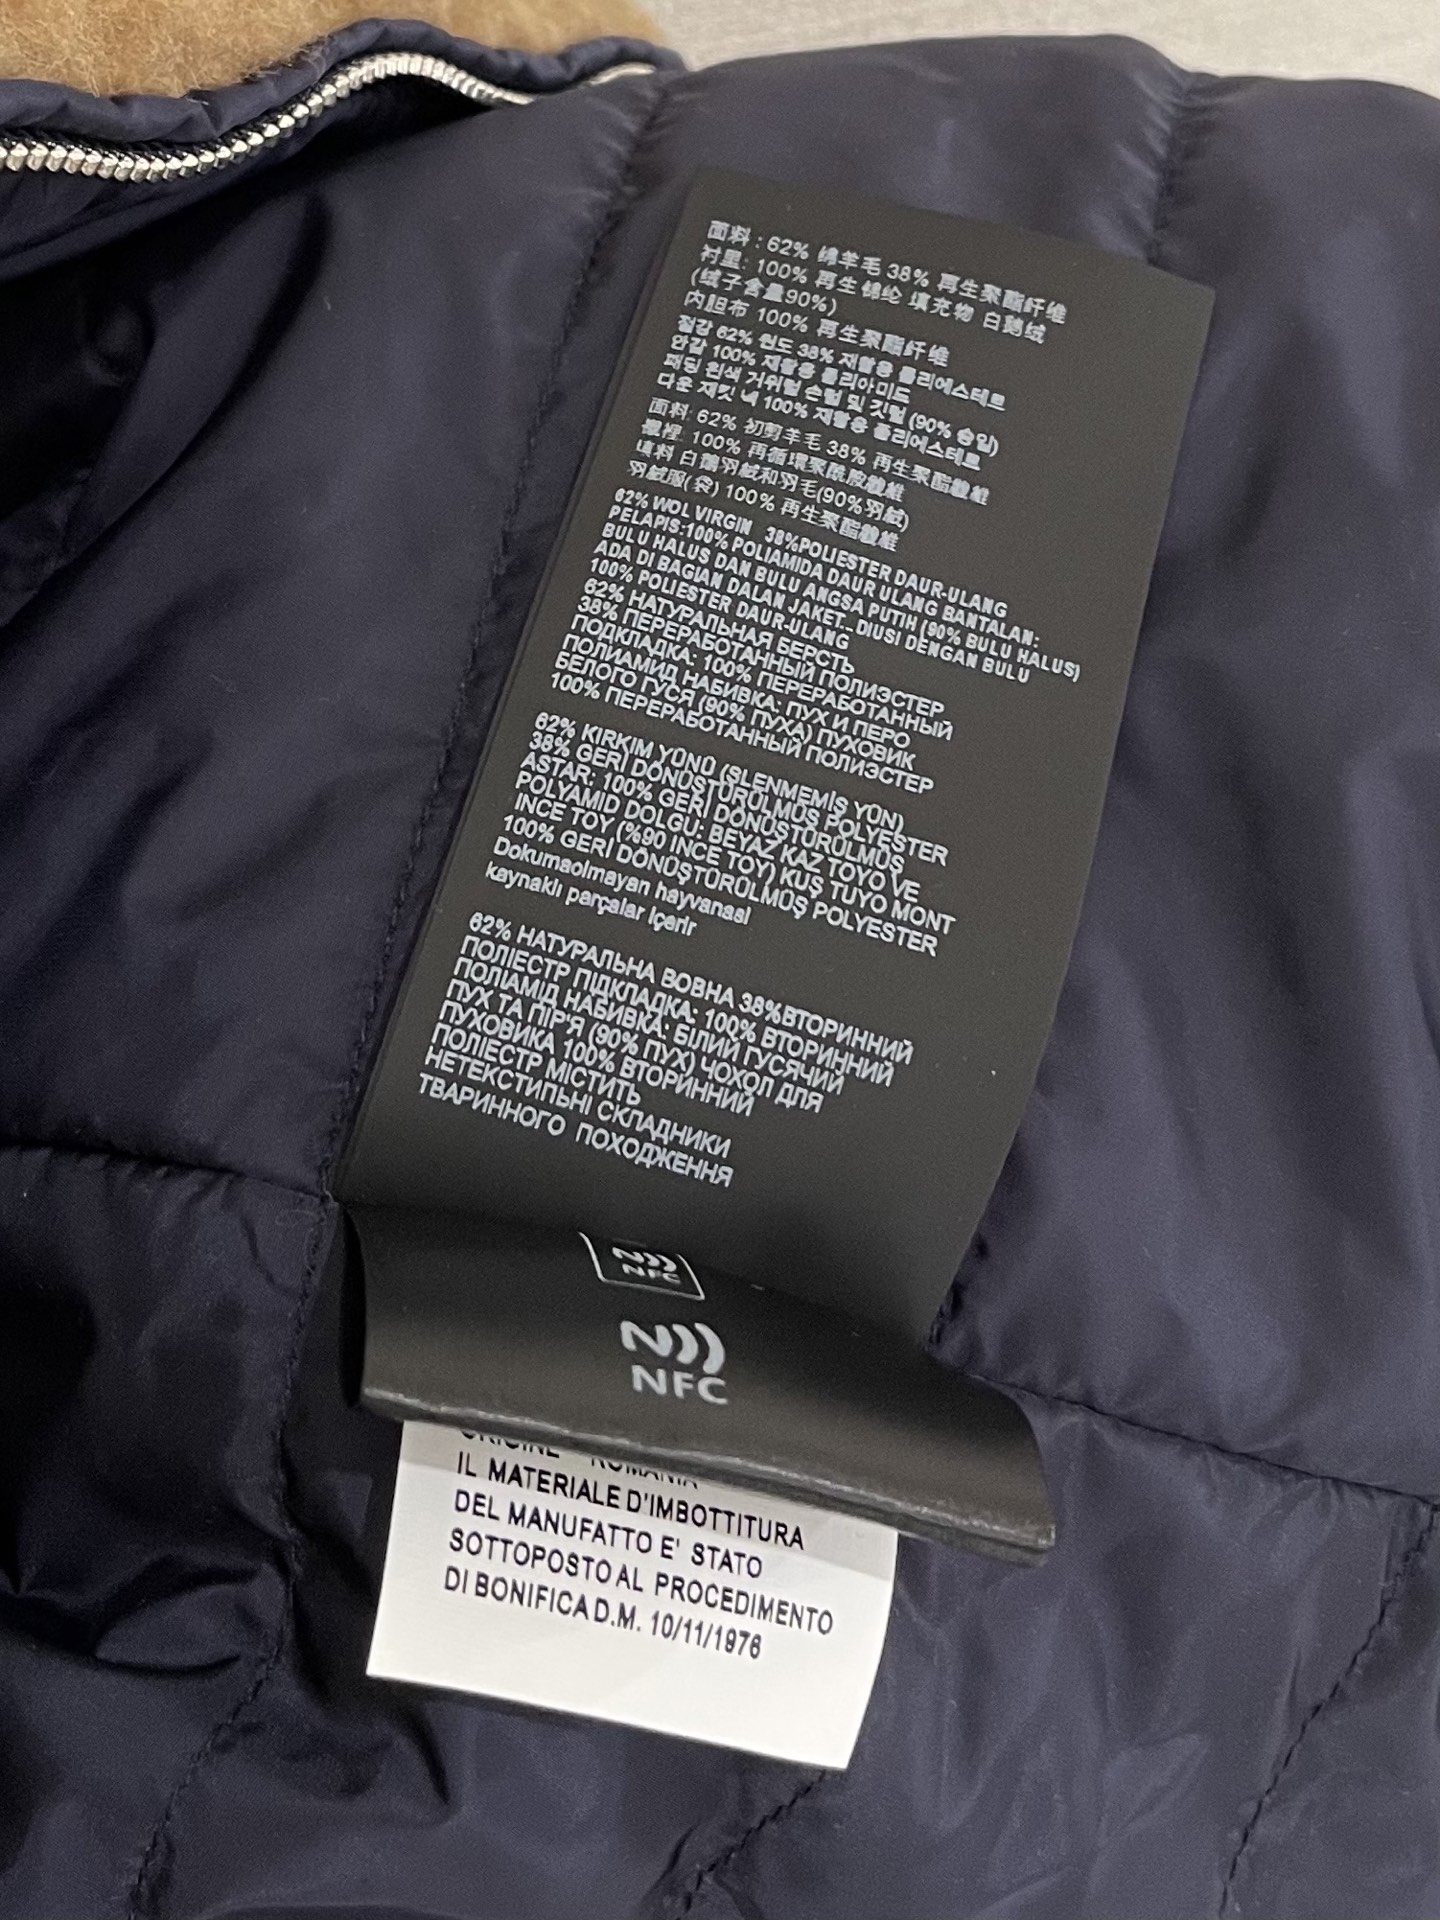 面料: 62% 绵羊毛 38% 再生聚酯纤维
衬里: 100% 再生锦纶 填充物 白鹅绒
(绒子含量90%)
内胆布 100% 再生聚酯纤维
겉감 62% 원모 38% 재활용 폴리에스테르
안감 100% 재활용 폴리아미드
패딩 흰색 거위털 솜털 및 깃털 (90% 솜털)
다운 재킷 백 100% 재활용 폴리에스테르
面料: 62% 初剪羊毛 38% 再生聚酯纖維
襯裡: 100% 再循環聚酰胺纖維
填料 白鵝羽絨和羽毛(90%羽絨)
羽絨服(袋) 100% 再生聚酯纖維
62% WOL VIRGIN 38%POLIESTER DAUR-ULANG
PELAPIS:100% POLIAMIDA DAUR ULANG BANTALAN:
BULU HALUS DAN BULU ANGSA PUTIH (90% BULU HALUS)
ADA DI BAGIAN DALAN JAKET.. DIUSI DENGAN BULU
100% POLIESTER DAUR-ULANG
62% НАТУРАЛЬНАЯ БЕРСТЬ
38% ПЕРЕРАБОТАННЫЙ ПОЛИЭСТЕР
ПОДКЛАДКА: 100% ПЕРЕРАБОТАННЫЙ
ПОЛИАМИД НАБИВКА: ПУХ И ПЕРО
БЕЛОГО ГУСЯ (90% ПУХА) ПУХОВИК
100% ПЕРЕРАБОТАННЫЙ ПОЛИЭСТЕР
62% KIRKIM YÜNÜ (ŞLENMEMİŞ YÜN)
38% GERİ DÖNÜŞTÜRÜLMÜŞ POLYESTER
ASTAR: 100% GERİ DÖNÜŞTÜRÜLMÜŞ
POLYAMID DOLGU: BEYAZ KAZ TOYO VE
INCE TOY (%90 INCE TOY) KUŞ TUYO MONT
100% GERİ DÖNÜŞTÜRÜLMÜŞ POLYESTER
Dokumaolmayan hayvanasl
kaynaklı parçalar içerir
62% НАТУРАЛЬНА ВОВНА 38%ВТОРИННИЙ
ПОЛІЕСТР ПІДКЛАДКА: 100% ВТОРИННИЙ
ПОЛІАМІД НАБИВКА: БІЛИЙ ГУСЯЧИЙ
ПУХ ТА ПІР'Я (90% ПУХ) ЧОХОЛ ДЛЯ
ПУХОВИКА 100% ВТОРИННИЙ
ПОЛІЕСТР МІСТИТЬ
НЕТЕКСТИЛЬНІ СКЛАДНИКИ
ТВАРИННОГО ПОХОДЖЕННЯ
NFC
NFC
ORIGINE ROMANIA
IL MATERIALE D'IMBOTTITURA
DEL MANUFATTO E' STATO
SOTTOPOSTO AL PROCEDIMENTO
DI BONIFICA D.M. 10/11/1976